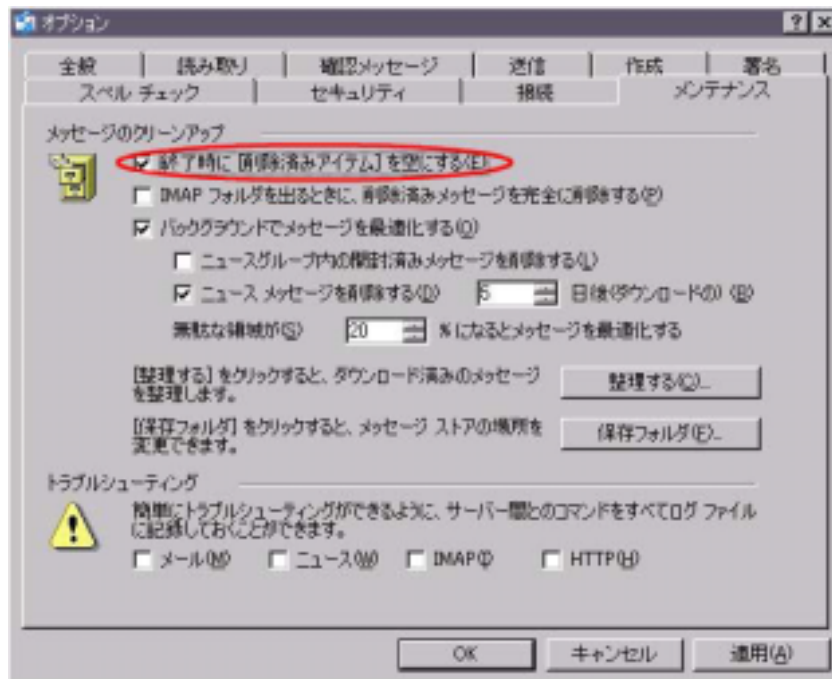 オプション
全般 読み取り 確認メッセージ 送信 作成 署名
スペル チェック セキュリティ 接続 メンテナンス
メッセージのクリーンアップ
終了時に [削除済みアイテム] を空にする(E)
IMAP フォルダを出るときに、削除済みメッセージを完全に削除する(P)
バックグラウンドでメッセージを最適化する(O)
ニュースグループ内の開封済みメッセージを削除する(L)
ニュース メッセージを削除する(D) 5 日後(ダウンロードの) (B)
無駄な領域が(S) 20 % になるとメッセージを最適化する
[整理する] をクリックすると、ダウンロード済みのメッセージ
を整理します。
整理する(C)...
[保存フォルダ] をクリックすると、メッセージ ストアの場所を
変更できます。
保存フォルダ(F)...
トラブルシューティング
簡単にトラブルシューティングができるように、サーバー間とのコマンドをすべてログ ファイル
に記録しておくことができます。
メール(M) ニュース(W) IMAP(I) HTTP(H)
OK キャンセル 適用(A)